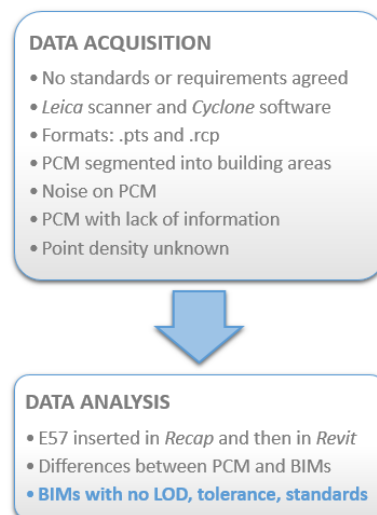 DATA ACQUISITION
• No standards or requirements agreed
• Leica scanner and Cyclone software
• Formats: .pts and .rcp
• PCM segmented into building areas
• Noise on PCM
• PCM with lack of information
• Point density unknown
DATA ANALYSIS
• E57 inserted in Recap and then in Revit
• Differences between PCM and BIMs
• BIMs with no LOD, tolerance, standards